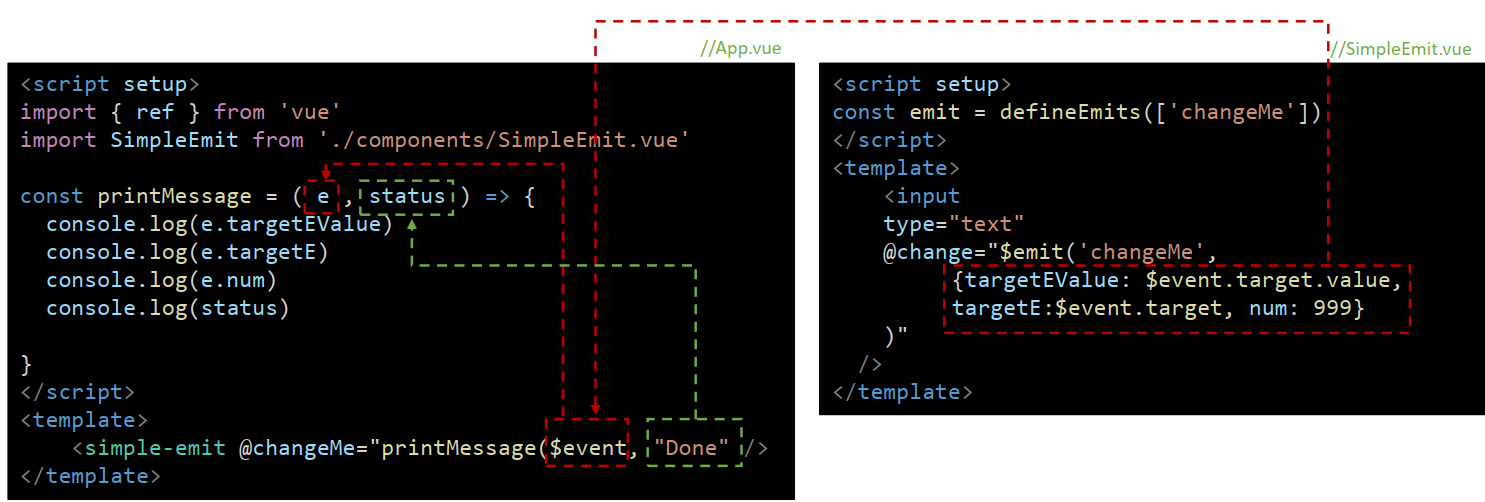 //App.vue
<script setup>
import { ref } from 'vue'
import SimpleEmit from './components/SimpleEmit.vue'
const printMessage = ( e , status ) => {
console.log(e.targetEValue)
console.log(e.targetE)
console.log(e.num)
console.log(status)
}
</script>
<template>
<simple-emit @changeMe="printMessage($event, "Done" />
</template>
//SimpleEmit.vue
<script setup>
const emit = defineEmits(['changeMe'])
</script>
<template>
<input
type="text"
@change="$emit('changeMe',
{targetEValue: $event.target.value,
targetE:$event.target, num: 999}
)"
/>
</template>